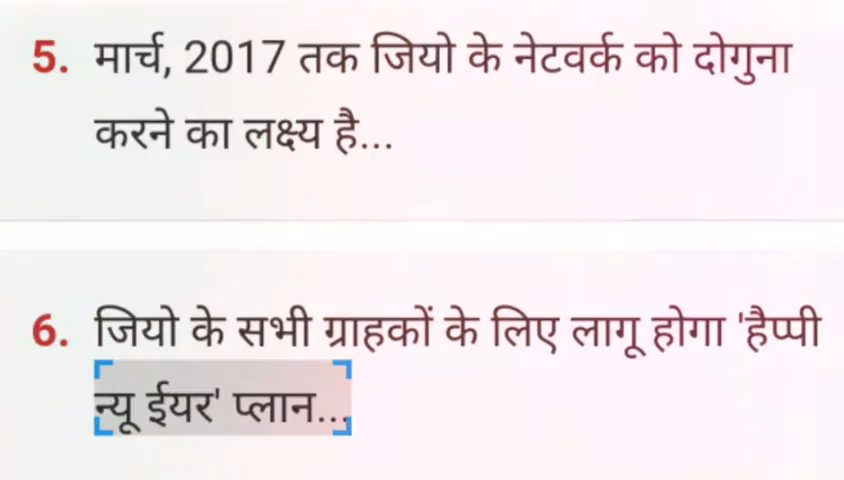 5. मार्च, 2017 तक जियो के नेटवर्क को दोगुना
करने का लक्ष्य है...
6. जियो के सभी ग्राहकों के लिए लागू होगा 'हैप्पी
न्यू ईयर' प्लान...